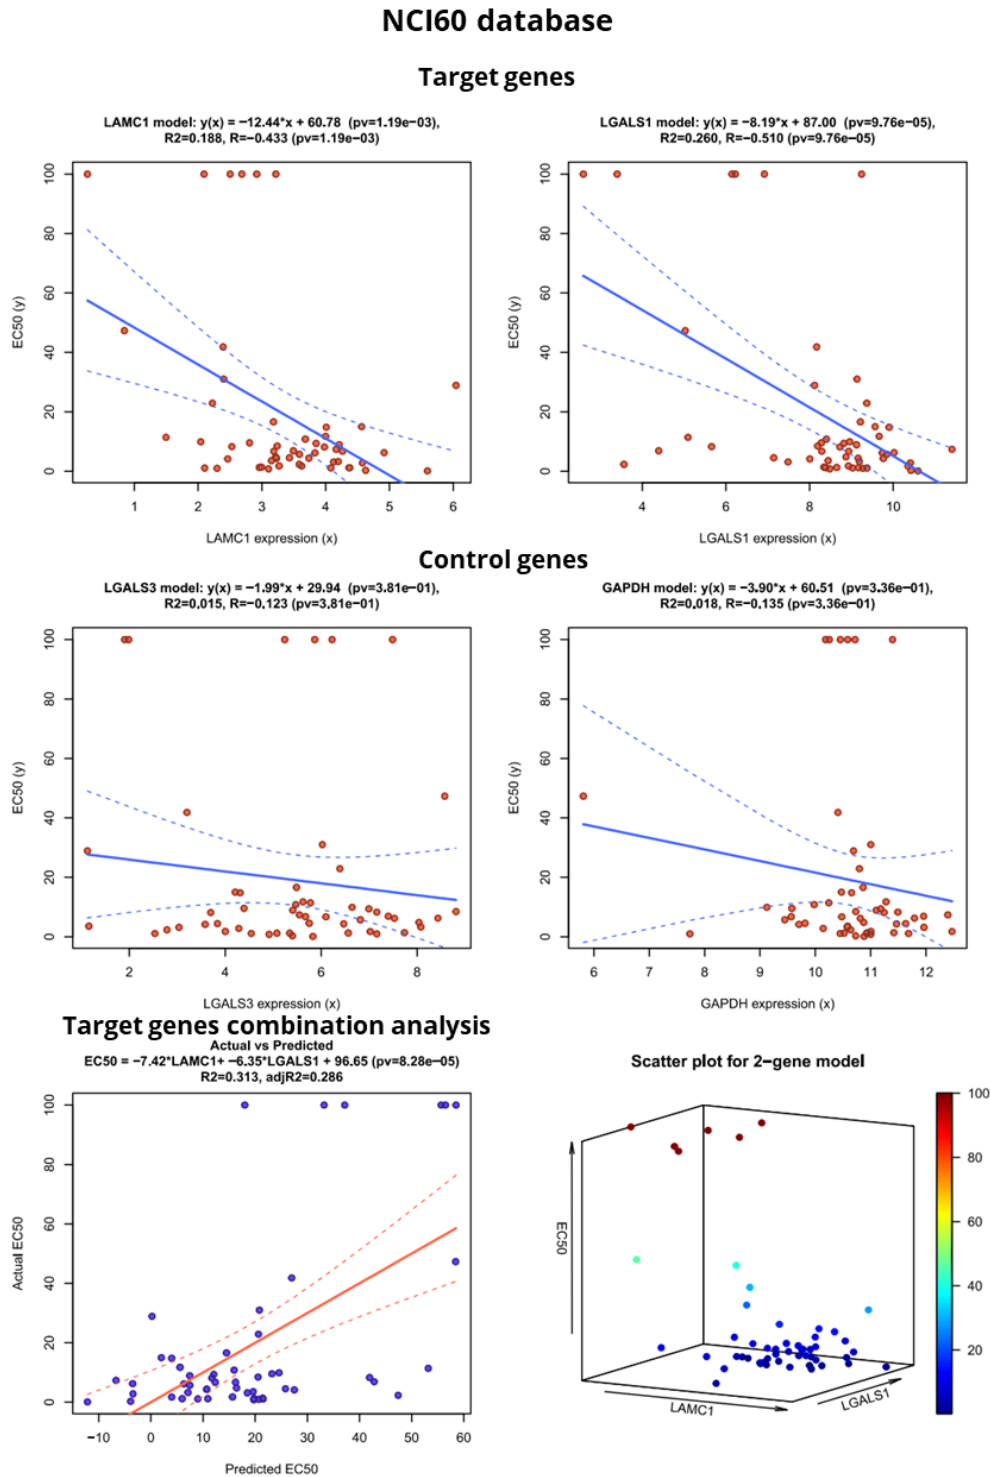 NCI60 database
Target genes
LAMC1 model: y(x) = −12.44*x + 60.78 (pv=1.19e−03),
R2=0.188, R=−0.433 (pv=1.19e−03)
EC50 (y)
100
80
60
40
20
0
1 2 3 4 5 6
LAMC1 expression (x)
LGALS1 model: y(x) = −8.19*x + 87.00 (pv=9.76e−05),
R2=0.260, R=−0.510 (pv=9.76e−05)
EC50 (y)
100
80
60
40
20
0
4 6 8 10
LGALS1 expression (x)
Control genes
LGALS3 model: y(x) = −1.99*x + 29.94 (pv=3.81e−01),
R2=0.015, R=−0.123 (pv=3.81e−01)
EC50 (y)
100
80
60
40
20
0
2 4 6 8
LGALS3 expression (x)
GAPDH model: y(x) = −3.90*x + 60.51 (pv=3.36e−01),
R2=0.018, R=−0.135 (pv=3.36e−01)
EC50 (y)
100
80
60
40
20
0
6 7 8 9 10 11 12
GAPDH expression (x)
Target genes combination analysis
Actual vs Predicted
EC50 = −7.42*LAMC1+ −6.35*LGALS1 + 96.65 (pv=8.28e−05)
R2=0.313, adjR2=0.286
Actual EC50
100
80
60
40
20
0
−10 0 10 20 30 40 50 60
Predicted EC50
Scatter plot for 2−gene model
EC50
LAMC1
LGALS1
100
80
60
40
20